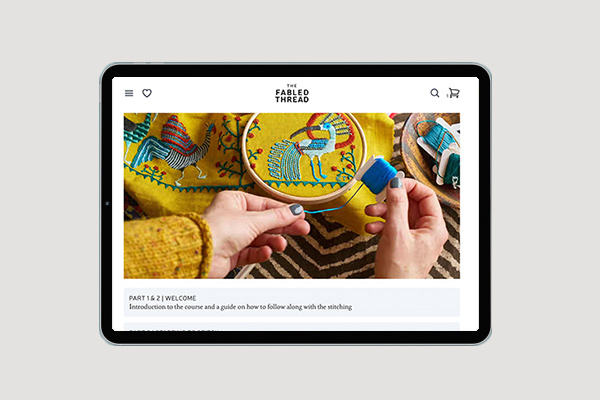 THE
FABLED
THREAD
PART 1 & 2 | WELCOME
Introduction to the course and a guide on how to follow along with the stitching